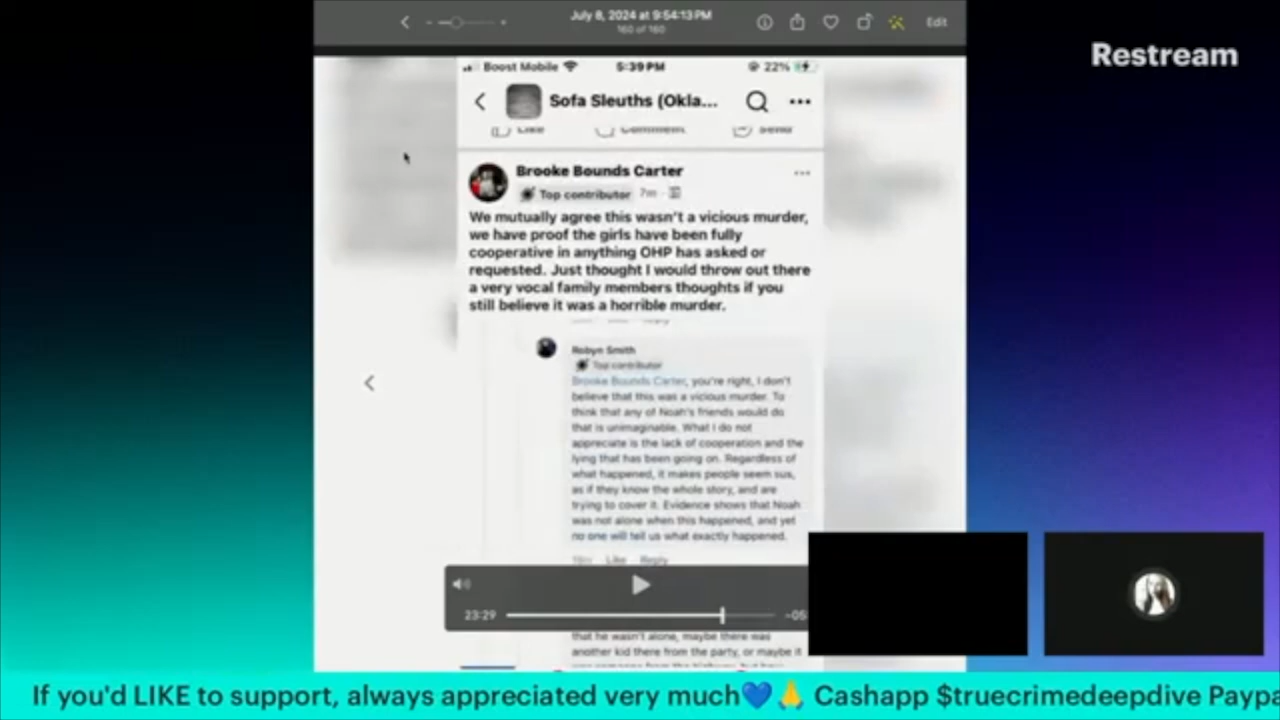 July 8, 2024 at 9:54:13 PM
160 of 160
Edit
Restream
Boost Mobile
5:39 PM
22%
Sofa Sleuths (Okla...
Like
Comment
Send
Brooke Bounds Carter
Top contributor 7m
We mutually agree this wasn't a vicious murder,
we have proof the girls have been fully
cooperative in anything OHP has asked or
requested. Just thought I would throw out there
a very vocal family members thoughts if you
still believe it was a horrible murder.
Robyn Smith
Top contributor
Brooke Bounds Carter, you're right, I don't
believe that this was a vicious murder. To
think that any of Noah's friends would do
that is unimaginable. What I do not
appreciate is the lack of cooperation and the
lying that has been going on. Regardless of
what happened, it makes people seem sus,
as if they know the whole story, and are
trying to cover it. Evidence shows that Noah
was not alone when this happened, and yet
no one will tell us what exactly happened.
Like Reply
23:29
-05
that he wasn't alone, maybe there was
another kid there from the party, or maybe it
If you'd LIKE to support, always appreciated very much💙🙏 Cashapp $truecrimedeepdive Paypa